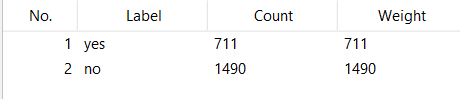 No. Label Count Weight
1 yes 711 711
2 no 1490 1490